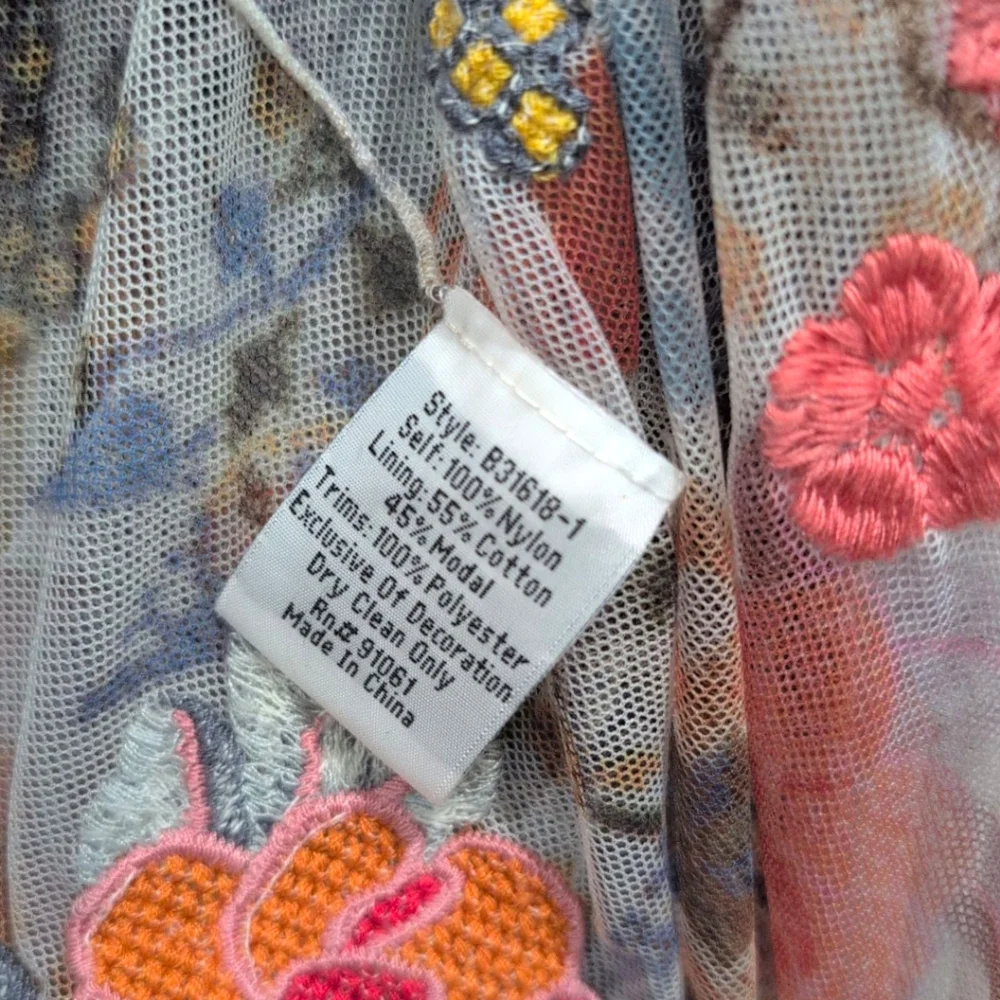 Style: B31618-1
Self: 100% Nylon
Lining: 55% Cotton
45% Modal
Trims: 100% Polyester
Exclusive Of Decoration
Dry Clean Only
Rn# 91061
Made In China